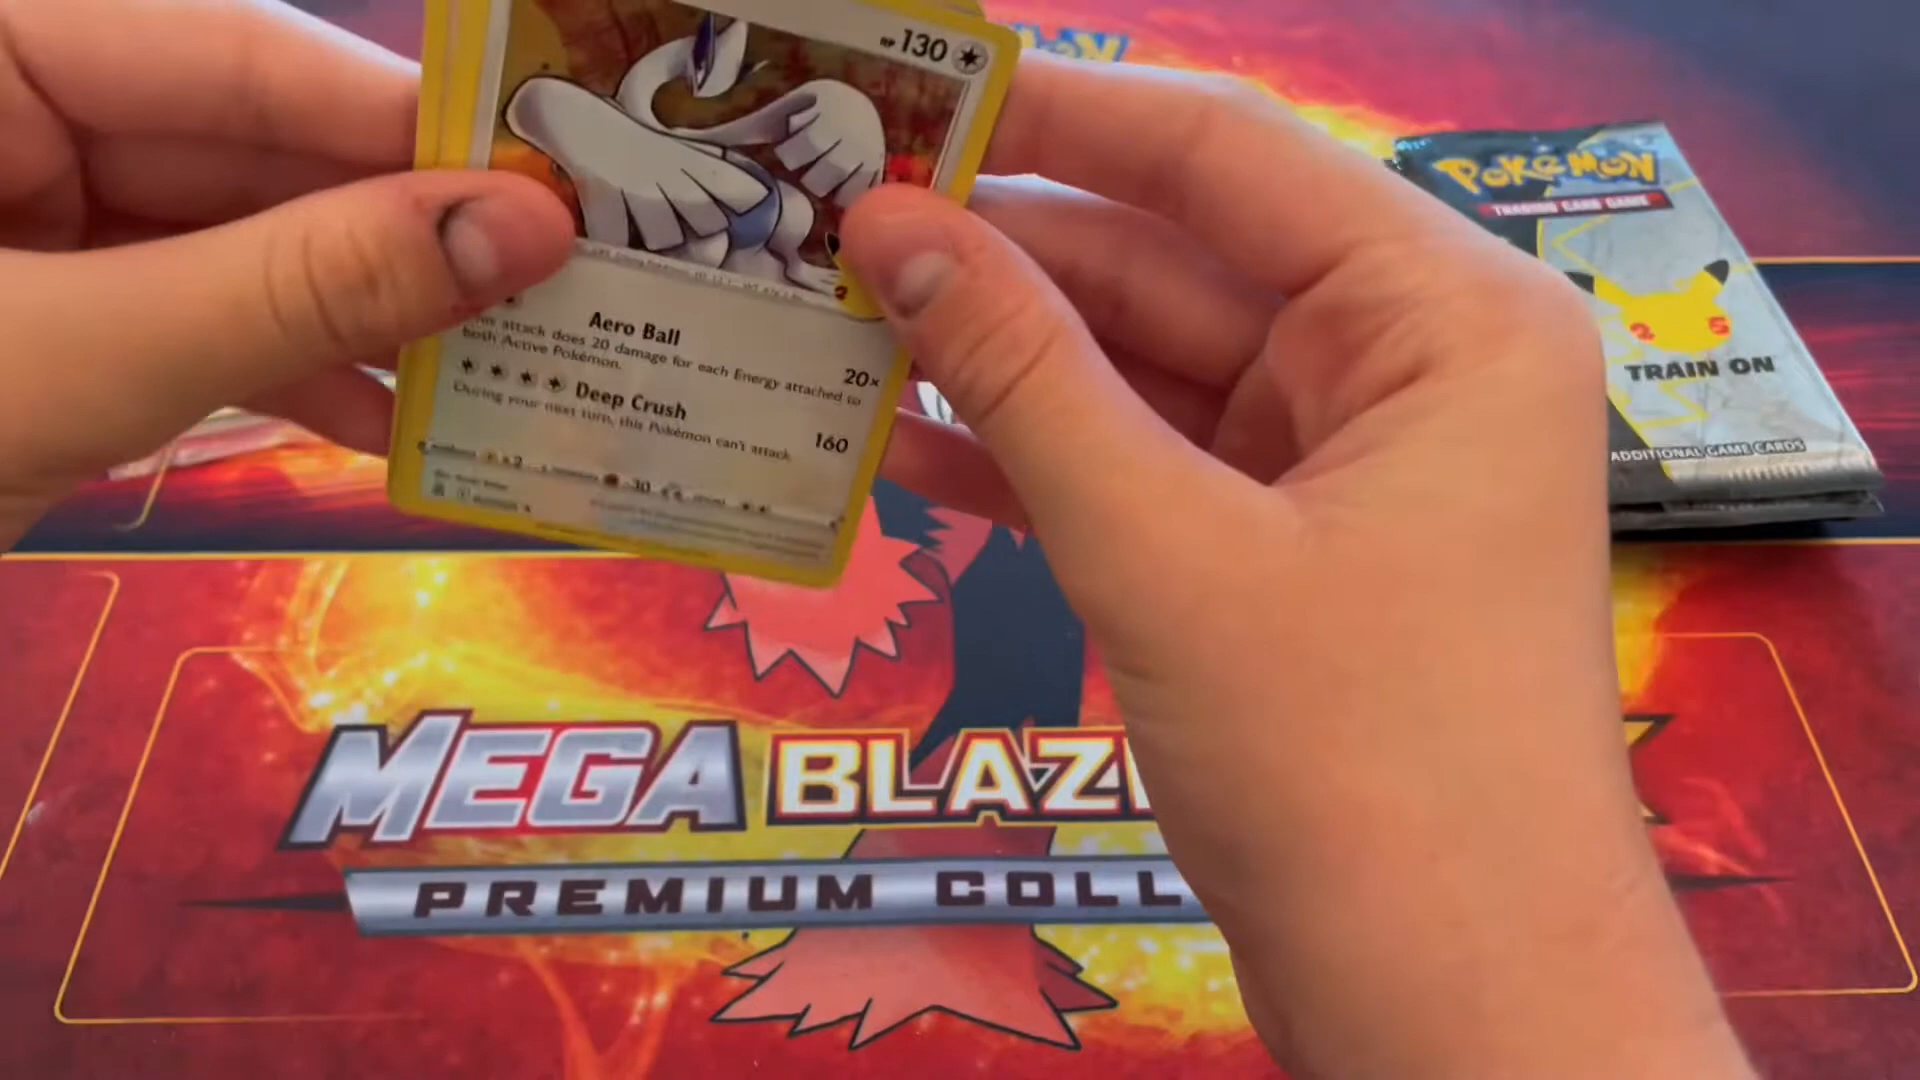 HP 130
POKéMON
TRADING CARD GAME
Aero Ball 20×
attack does 20 damage for each Energy attached to
both Active Pokémon.
Deep Crush 160
During your next turn, this Pokémon can't attack.
×2 -30
25
TRAIN ON
ADDITIONAL GAME CARDS
MEGA BLAZI
PREMIUM COLL